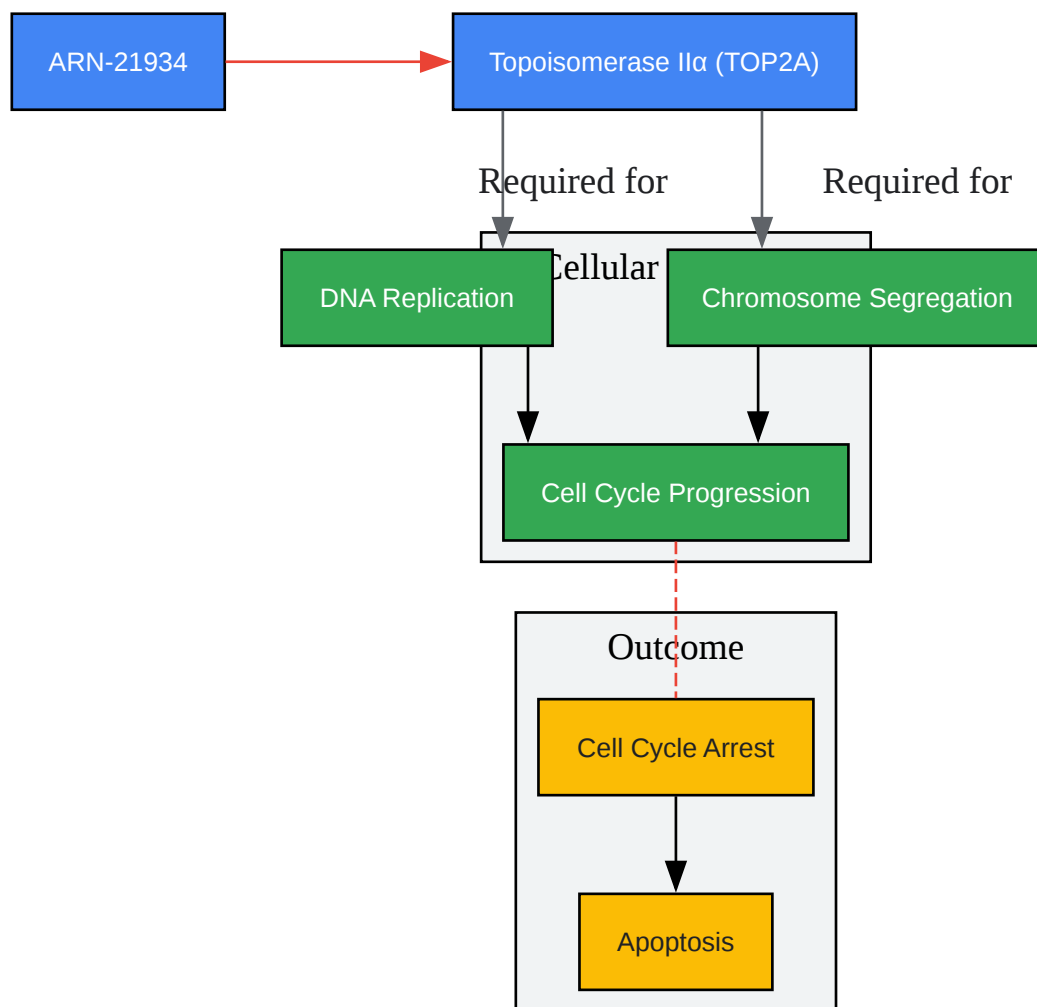 ARN-21934
Topoisomerase IIα (TOP2A)
Required for
Required for
Cellular
DNA Replication
Chromosome Segregation
Cell Cycle Progression
Outcome
Cell Cycle Arrest
Apoptosis